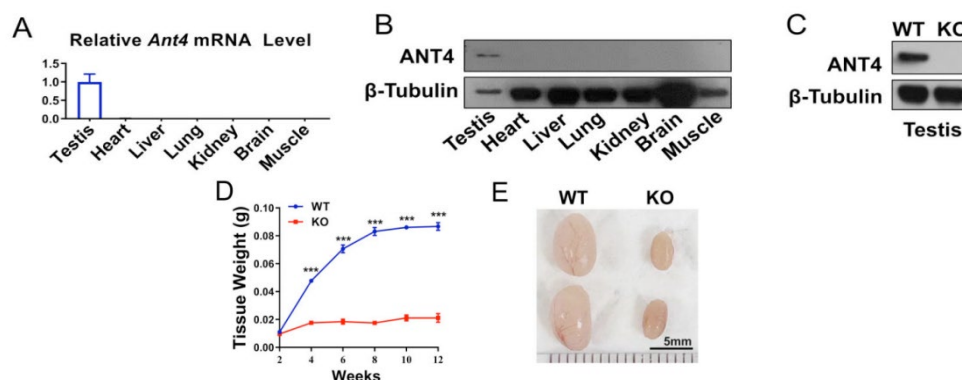 A
Relative Ant4 mRNA Level
1.5
1.0
0.5
0.0
Testis
Heart
Liver
Lung
Kidney
Brain
Muscle
B
ANT4
β-Tubulin
Testis
Heart
Liver
Lung
Kidney
Brain
Muscle
C
WT KO
ANT4
β-Tubulin
Testis
D
WT
KO
Tissue Weight (g)
0.10
0.08
0.06
0.04
0.02
0.00
***
***
***
***
***
2 4 6 8 10 12
Weeks
E
WT KO
5mm